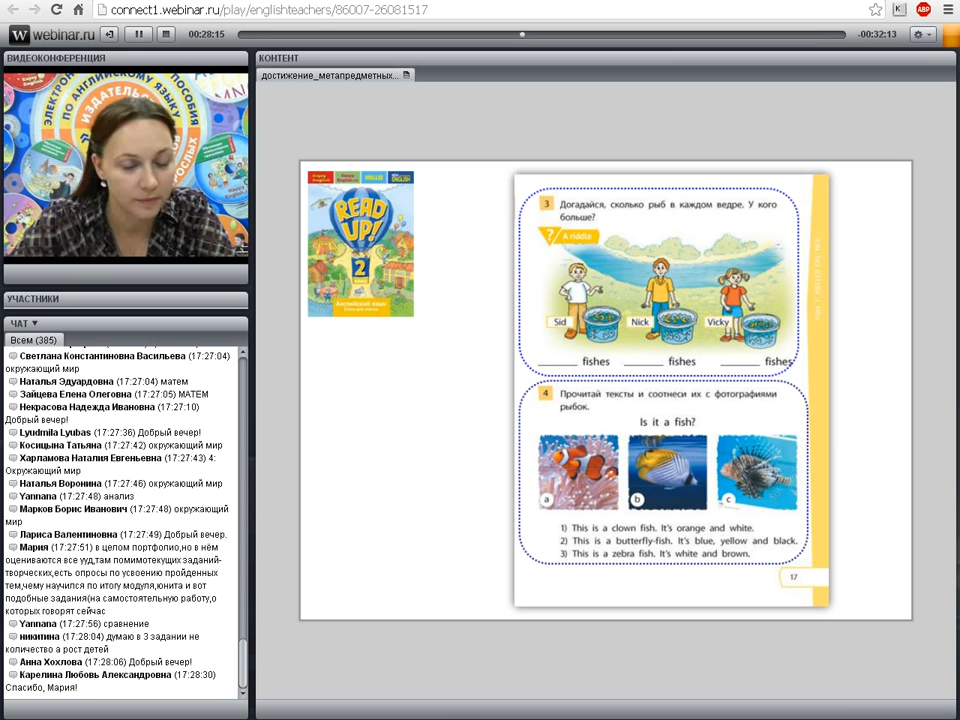 connect1.webinar.ru/play/englishteachers/86007-26081517
K
ABP
W webinar.ru
00:28:15
-00:32:13
ВИДЕОКОНФЕРЕНЦИЯ
УЧАСТНИКИ
ЧАТ
Всем (385)
Светлана Константиновна Васильева (17:27:04)
окружающий мир
Наталья Эдуардовна (17:27:04) матем
Зайцева Елена Олеговна (17:27:05) МАТЕМ
Некрасова Надежда Ивановна (17:27:10)
Добрый вечер!
Lyudmila Lyubas (17:27:36) Добрый вечер!
Косицына Татьяна (17:27:42) окружающий мир
Харламова Наталия Евгеньевна (17:27:43) 4:
Окружающий мир
Наталья Воронина (17:27:46) окружающий мир
Yannana (17:27:48) анализ
Марков Борис Иванович (17:27:48) окружающий
мир
Лариса Валентиновна (17:27:49) Добрый вечер.
Мария (17:27:51) в целом портфолио,но в нём
оцениваются все ууд,там помимотекущих заданий-
творческих,есть опросы по усвоению пройденных
тем,чему научился по итогу модуля,юнита и вот
подобные задания(на самостоятельную работу,о
которых говорят сейчас
Yannana (17:27:56) сравнение
никитина (17:28:04) думаю в 3 задании не
количество а рост детей
Анна Хохлова (17:28:06) Добрый вечер!
Карелина Любовь Александровна (17:28:30)
Спасибо, Мария!
КОНТЕНТ
достижение_метапредметных...
READ
UP!
2
Английский язык
3 Догадайся, сколько рыб в каждом ведре. У кого
больше?
? A riddle
Sid
Nick
Vicky
______ fishes ______ fishes ______ fishes
4 Прочитай тексты и соотнеси их с фотографиями
рыбок.
Is it a fish?
a
b
c
1) This is a clown fish. It's orange and white.
2) This is a butterfly-fish. It's blue, yellow and black.
3) This is a zebra fish. It's white and brown.
17